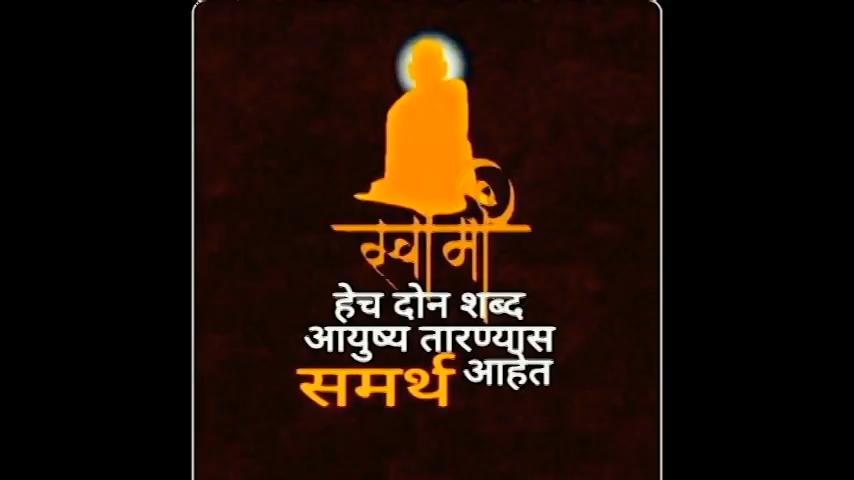 स्वामी
हेच दोन शब्द
आयुष्य तारण्यास
समर्थ आहेत